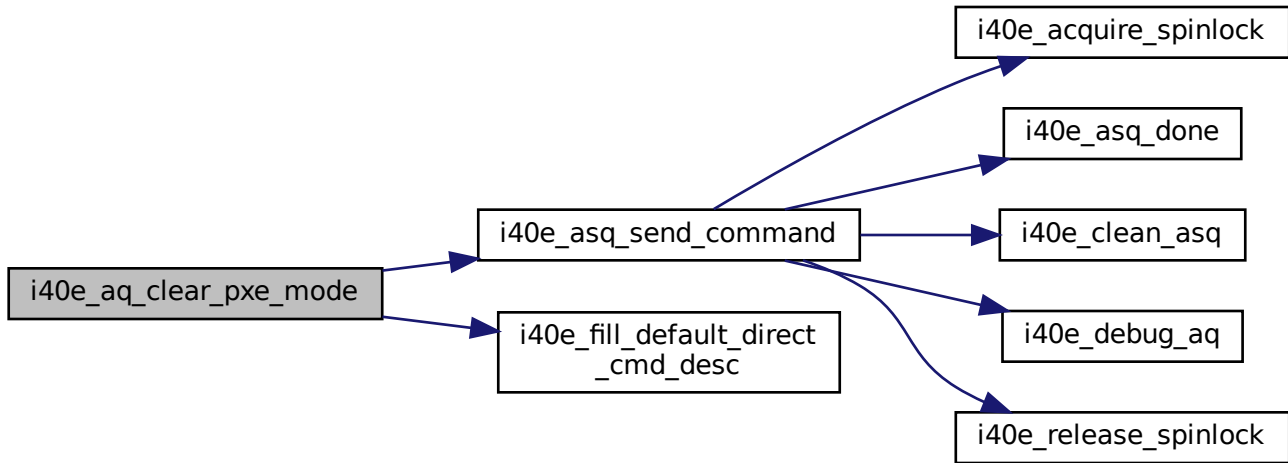 i40e_aq_clear_pxe_mode
i40e_asq_send_command
i40e_fill_default_direct
_cmd_desc
i40e_acquire_spinlock
i40e_asq_done
i40e_clean_asq
i40e_debug_aq
i40e_release_spinlock